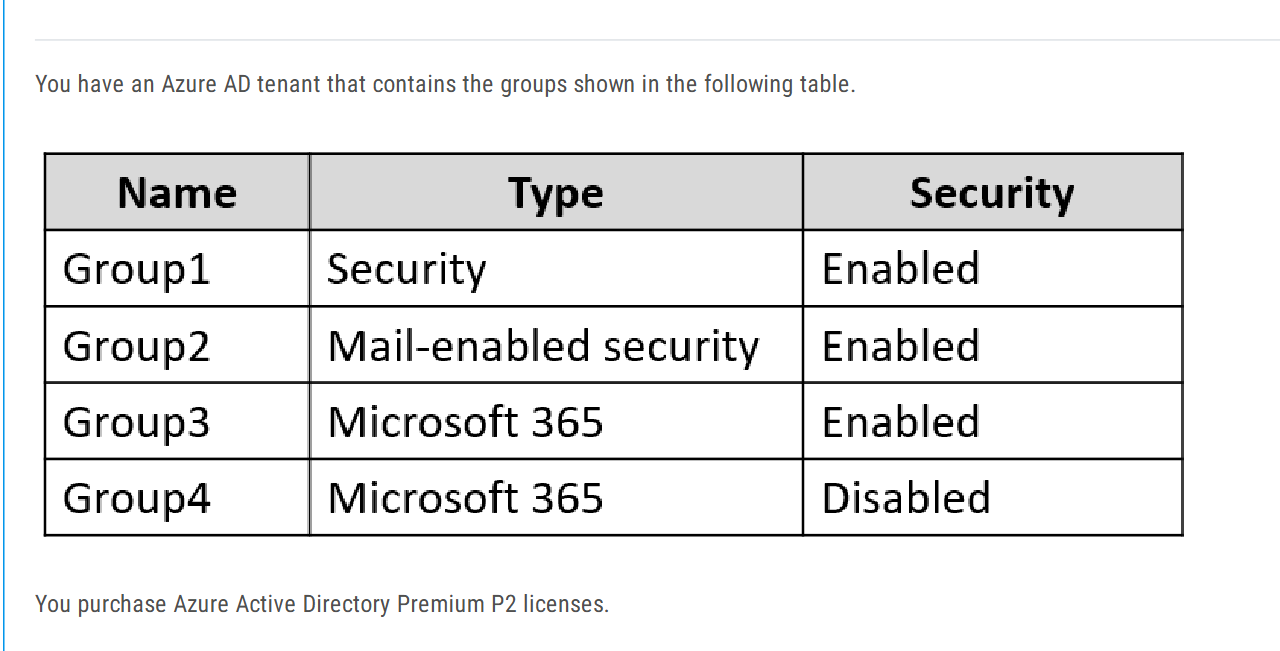 You have an Azure AD tenant that contains the groups shown in the following table.
Name Type Security
Group1 Security Enabled
Group2 Mail-enabled security Enabled
Group3 Microsoft 365 Enabled
Group4 Microsoft 365 Disabled
You purchase Azure Active Directory Premium P2 licenses.